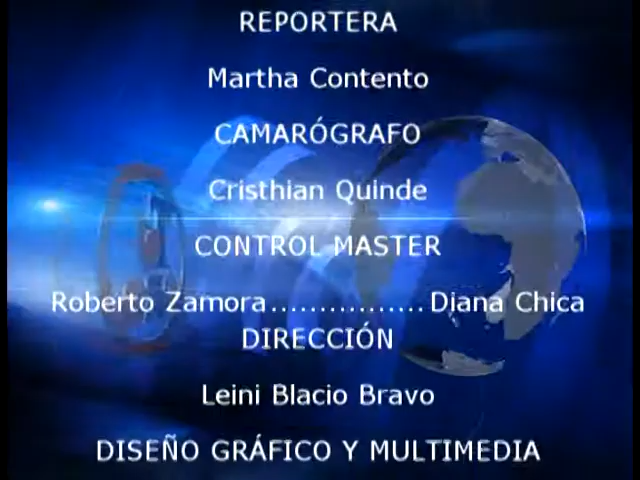 REPORTERA
Martha Contento
CAMARÓGRAFO
Cristhian Quinde
CONTROL MASTER
Roberto Zamora................Diana Chica
DIRECCIÓN
Leini Blacio Bravo
DISEÑO GRÁFICO Y MULTIMEDIA